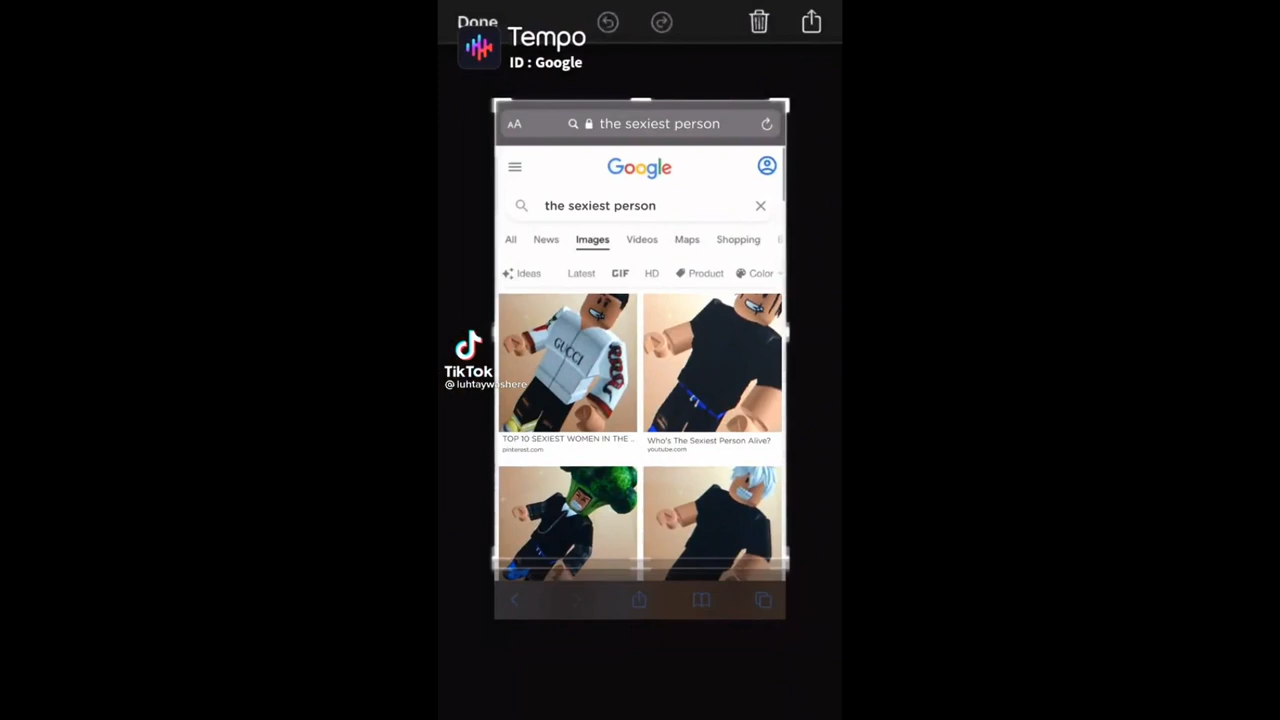 Done
Tempo
ID : Google
AA
the sexiest person
Google
the sexiest person
All News Images Videos Maps Shopping
Ideas Latest GIF HD Product Color
GUCCI
TOP 10 SEXIEST WOMEN IN THE ..
pinterest.com
Who's The Sexiest Person Alive?
youtube.com
TikTok
@luhtaywashere